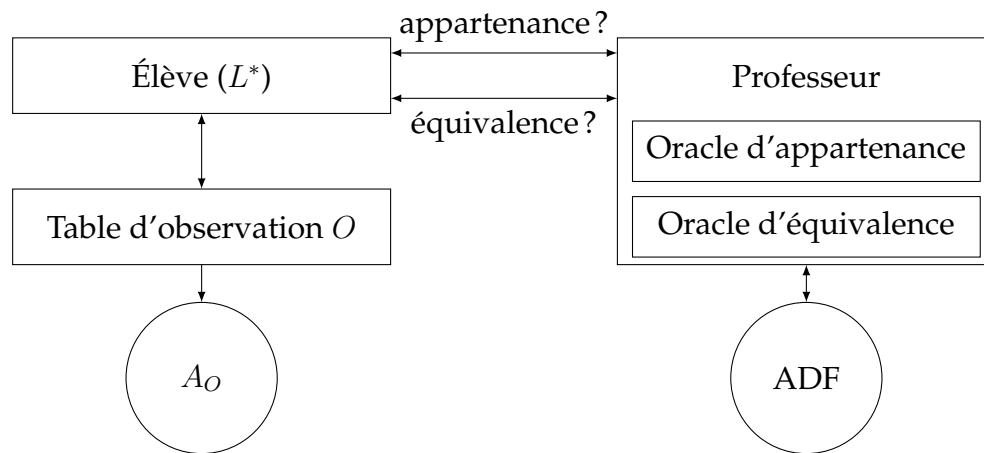 appartenance ?
Élève (L*)
Professeur
équivalence ?
Oracle d'appartenance
Table d'observation O
Oracle d'équivalence
A_O
ADF